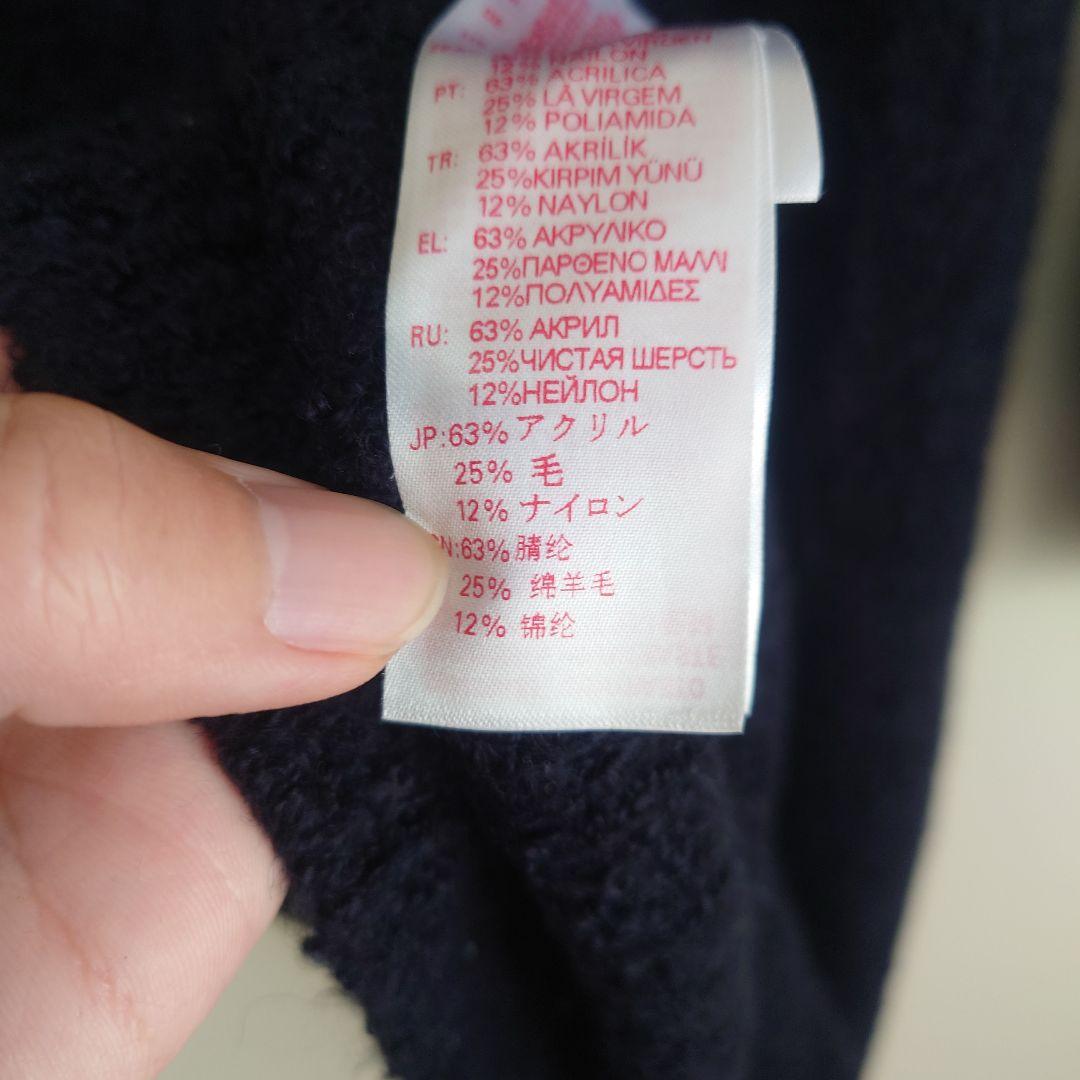 12% NAILON
PT: 63% ACRILICA
25% LÃ VIRGEM
12% POLIAMIDA
TR: 63% AKRİLİK
25%KIRPIM YÜNÜ
12% NAYLON
EL: 63% ΑΚΡΥΛΙΚΟ
25%ΠΑΡΘΕΝΟ ΜΑΛΛΙ
12%ΠΟΛΥΑΜΙΔΕΣ
RU: 63% АКРИЛ
25%ЧИСТАЯ ШЕРСТЬ
12%НЕЙЛОН
JP:63% アクリル
25% 毛
12% ナイロン
CN:63% 腈纶
25% 绵羊毛
12% 锦纶